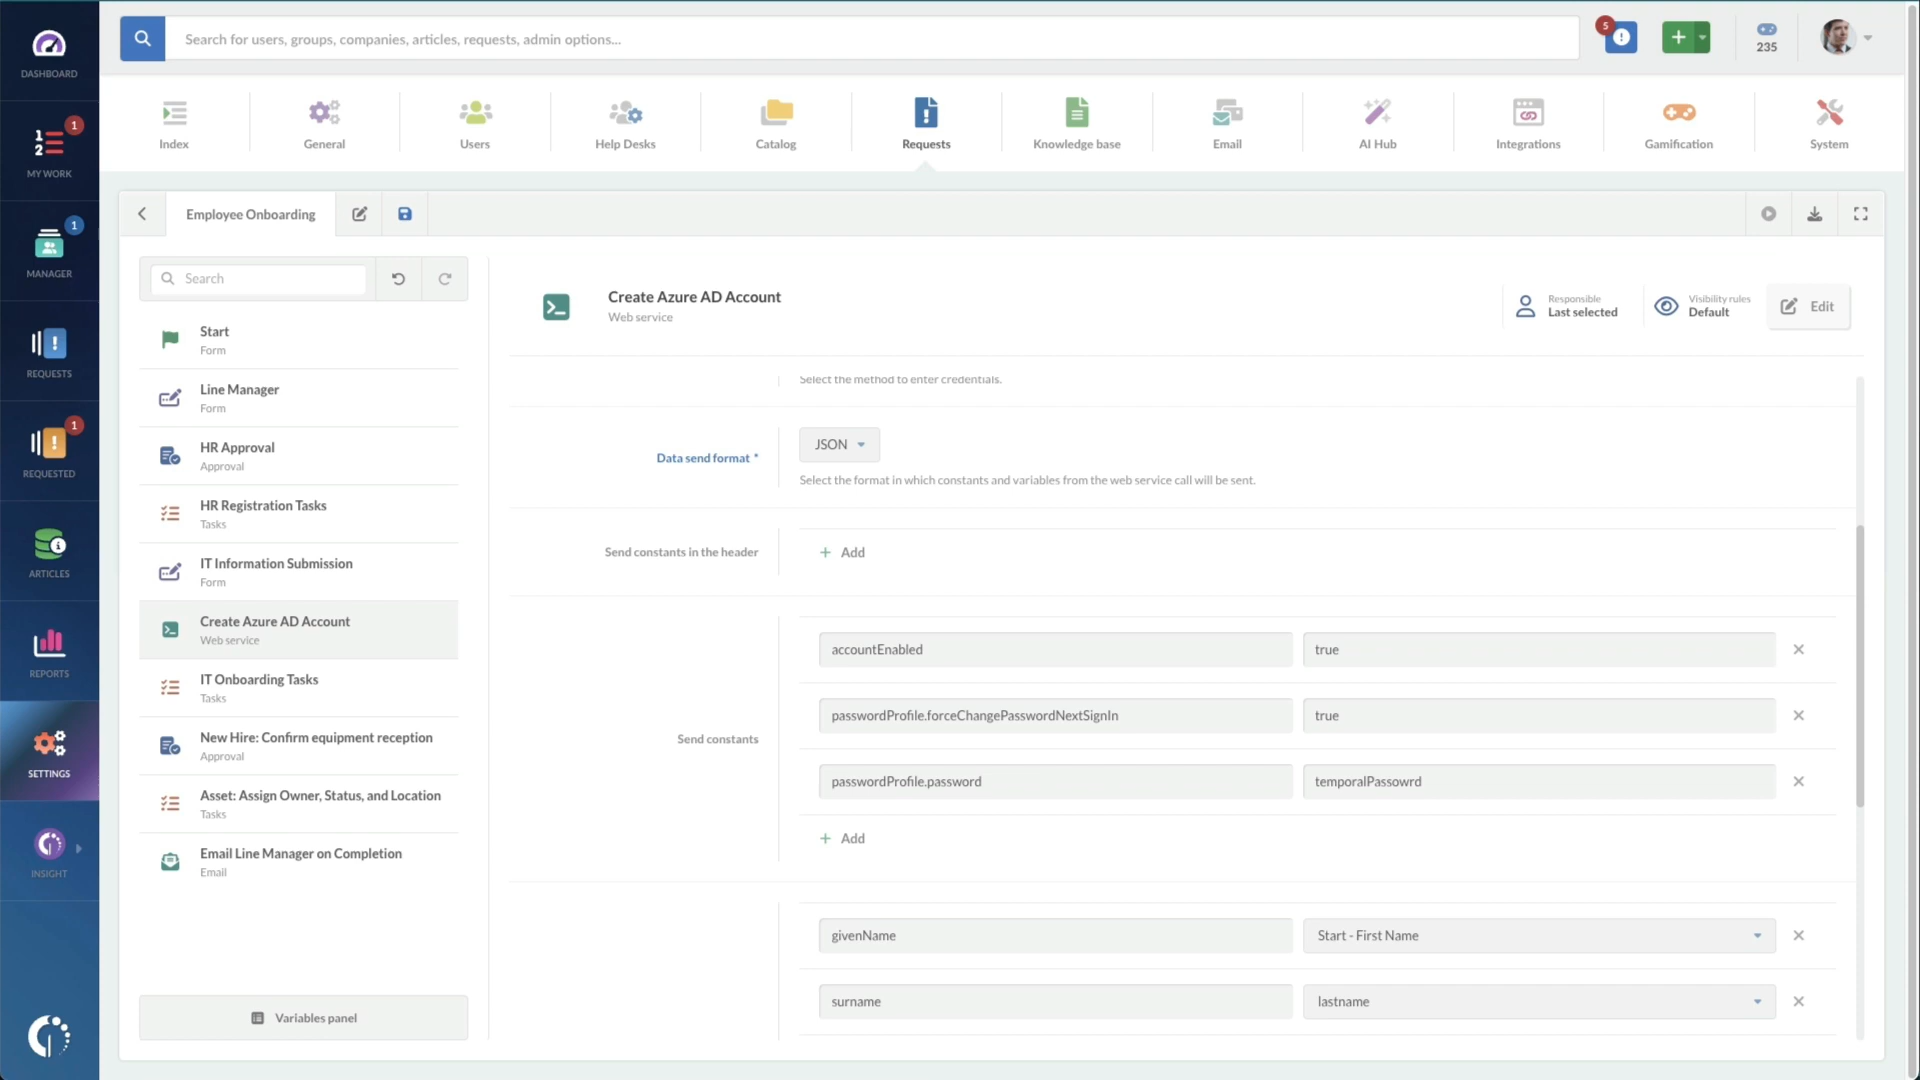 DASHBOARD
1
MY WORK
1
MANAGER
REQUESTS
1
REQUESTED
ARTICLES
REPORTS
SETTINGS
INSIGHT
Search for users, groups, companies, articles, requests, admin options...
5
235
Index
General
Users
Help Desks
Catalog
Requests
Knowledge base
Email
AI Hub
Integrations
Gamification
System
Employee Onboarding
Search
Start
Form
Line Manager
Form
HR Approval
Approval
HR Registration Tasks
Tasks
IT Information Submission
Form
Create Azure AD Account
Web service
IT Onboarding Tasks
Tasks
New Hire: Confirm equipment reception
Approval
Asset: Assign Owner, Status, and Location
Tasks
Email Line Manager on Completion
Email
Variables panel
Create Azure AD Account
Web service
Responsible
Last selected
Visibility rules
Default
Edit
Select the method to enter credentials.
Data send format *
JSON
Select the format in which constants and variables from the web service call will be sent.
Send constants in the header
+ Add
Send constants
accountEnabled
true
passwordProfile.forceChangePasswordNextSignIn
true
passwordProfile.password
temporalPassowrd
+ Add
givenName
Start - First Name
surname
lastname